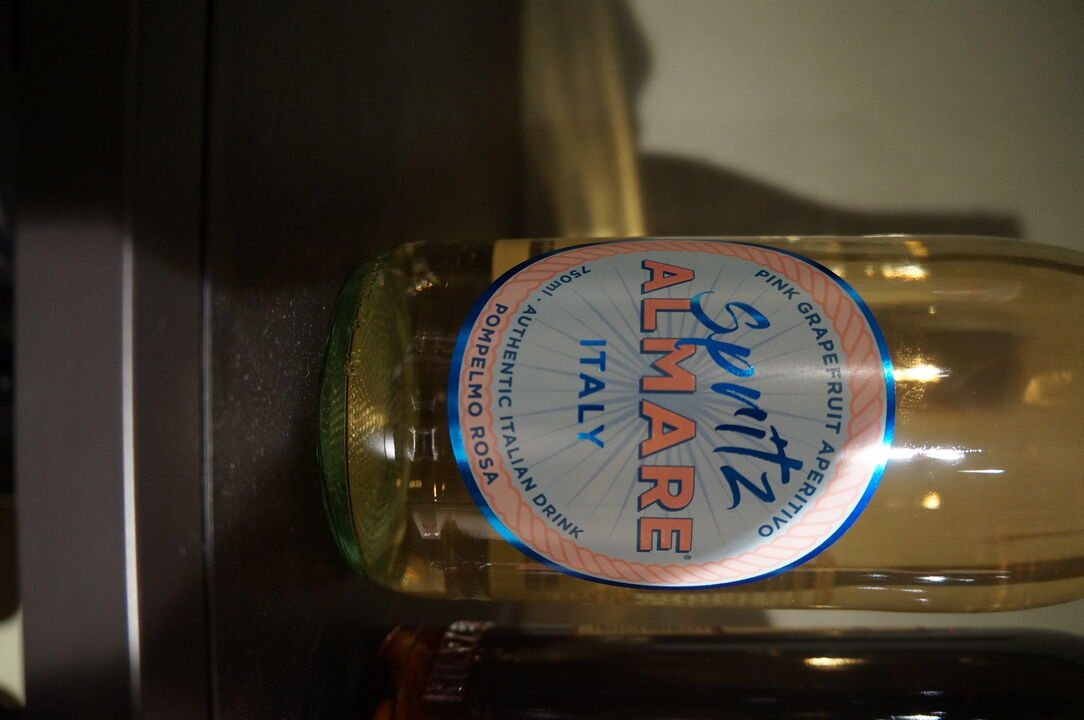 PINK GRAPEFRUIT APERITIVO
Spritz
ALMARE®
ITALY
750ml · AUTHENTIC ITALIAN DRINK
POMPELMO ROSA